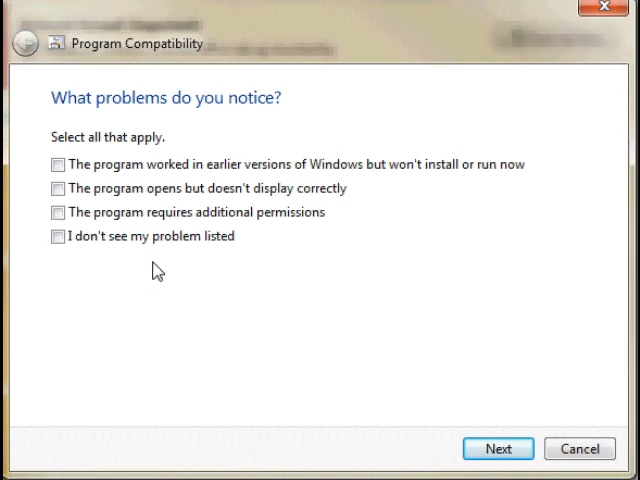 Program Compatibility
What problems do you notice?
Select all that apply.
The program worked in earlier versions of Windows but won't install or run now
The program opens but doesn't display correctly
The program requires additional permissions
I don't see my problem listed
Next
Cancel